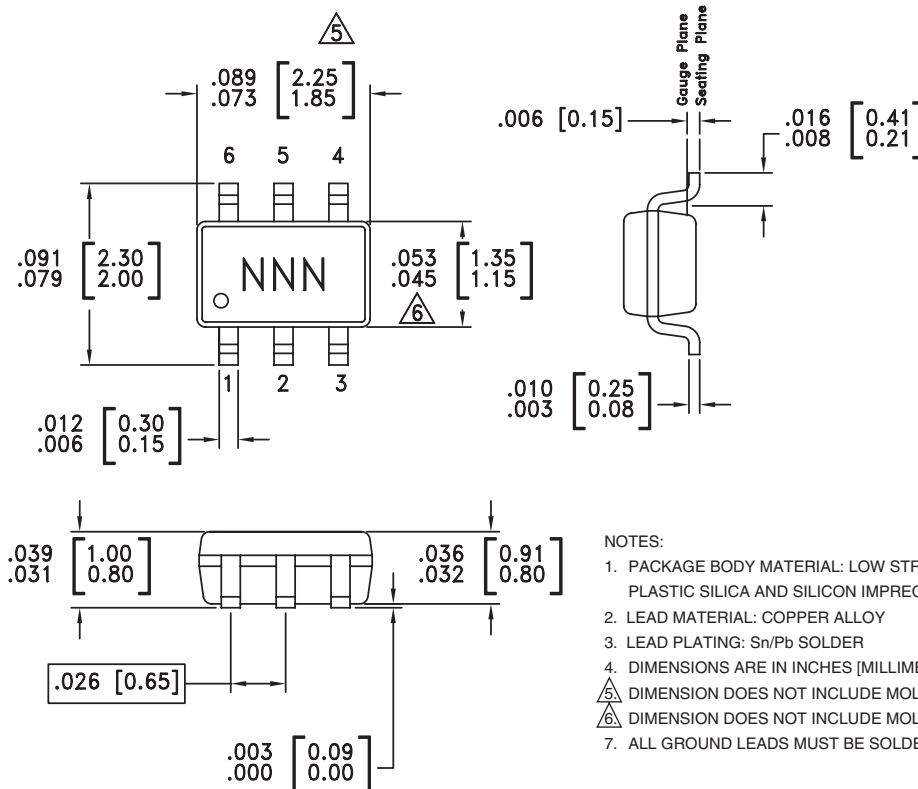 5
.089 [2.25]
.073 [1.85]
Gauge Plane
Seating Plane
.006 [0.15]
.016 [0.41]
.008 [0.21]
6 5 4
.091 [2.30]
.079 [2.00]
NNN
.053 [1.35]
.045 [1.15]
6
1 2 3
.012 [0.30]
.006 [0.15]
.010 [0.25]
.003 [0.08]
.039 [1.00]
.031 [0.80]
.036 [0.91]
.032 [0.80]
.026 [0.65]
.003 [0.09]
.000 [0.00]
NOTES:
1. PACKAGE BODY MATERIAL: LOW STR
PLASTIC SILICA AND SILICON IMPREG
2. LEAD MATERIAL: COPPER ALLOY
3. LEAD PLATING: Sn/Pb SOLDER
4. DIMENSIONS ARE IN INCHES [MILLIME
5. DIMENSION DOES NOT INCLUDE MOL
6. DIMENSION DOES NOT INCLUDE MOL
7. ALL GROUND LEADS MUST BE SOLDE